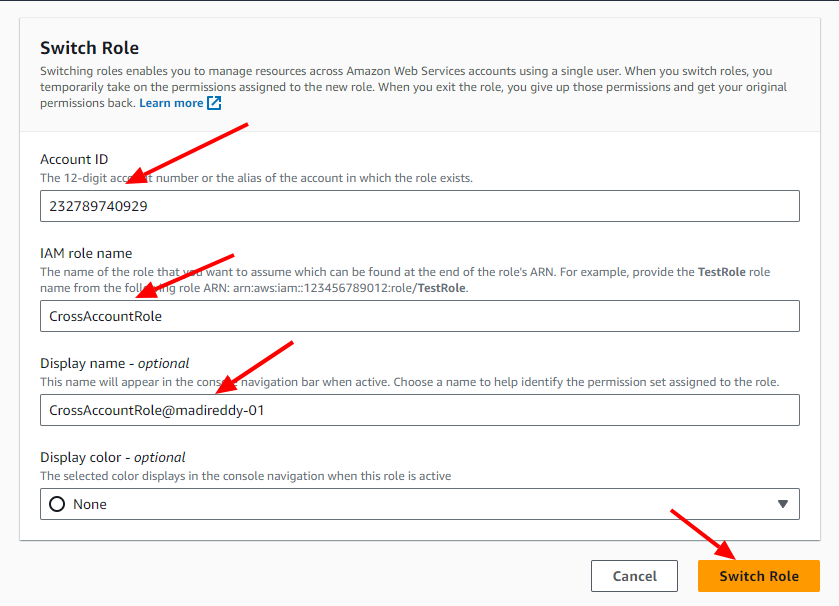 Switch Role
Switching roles enables you to manage resources across Amazon Web Services accounts using a single user. When you switch roles, you
temporarily take on the permissions assigned to the new role. When you exit the role, you give up those permissions and get your original
permissions back. Learn more
Account ID
The 12-digit account number or the alias of the account in which the role exists.
232789740929
IAM role name
The name of the role that you want to assume which can be found at the end of the role's ARN. For example, provide the TestRole role
name from the following role ARN: arn:aws:iam::123456789012:role/TestRole.
CrossAccountRole
Display name - optional
This name will appear in the console navigation bar when active. Choose a name to help identify the permission set assigned to the role.
CrossAccountRole@madireddy-01
Display color - optional
The selected color displays in the console navigation when this role is active
None
Cancel
Switch Role